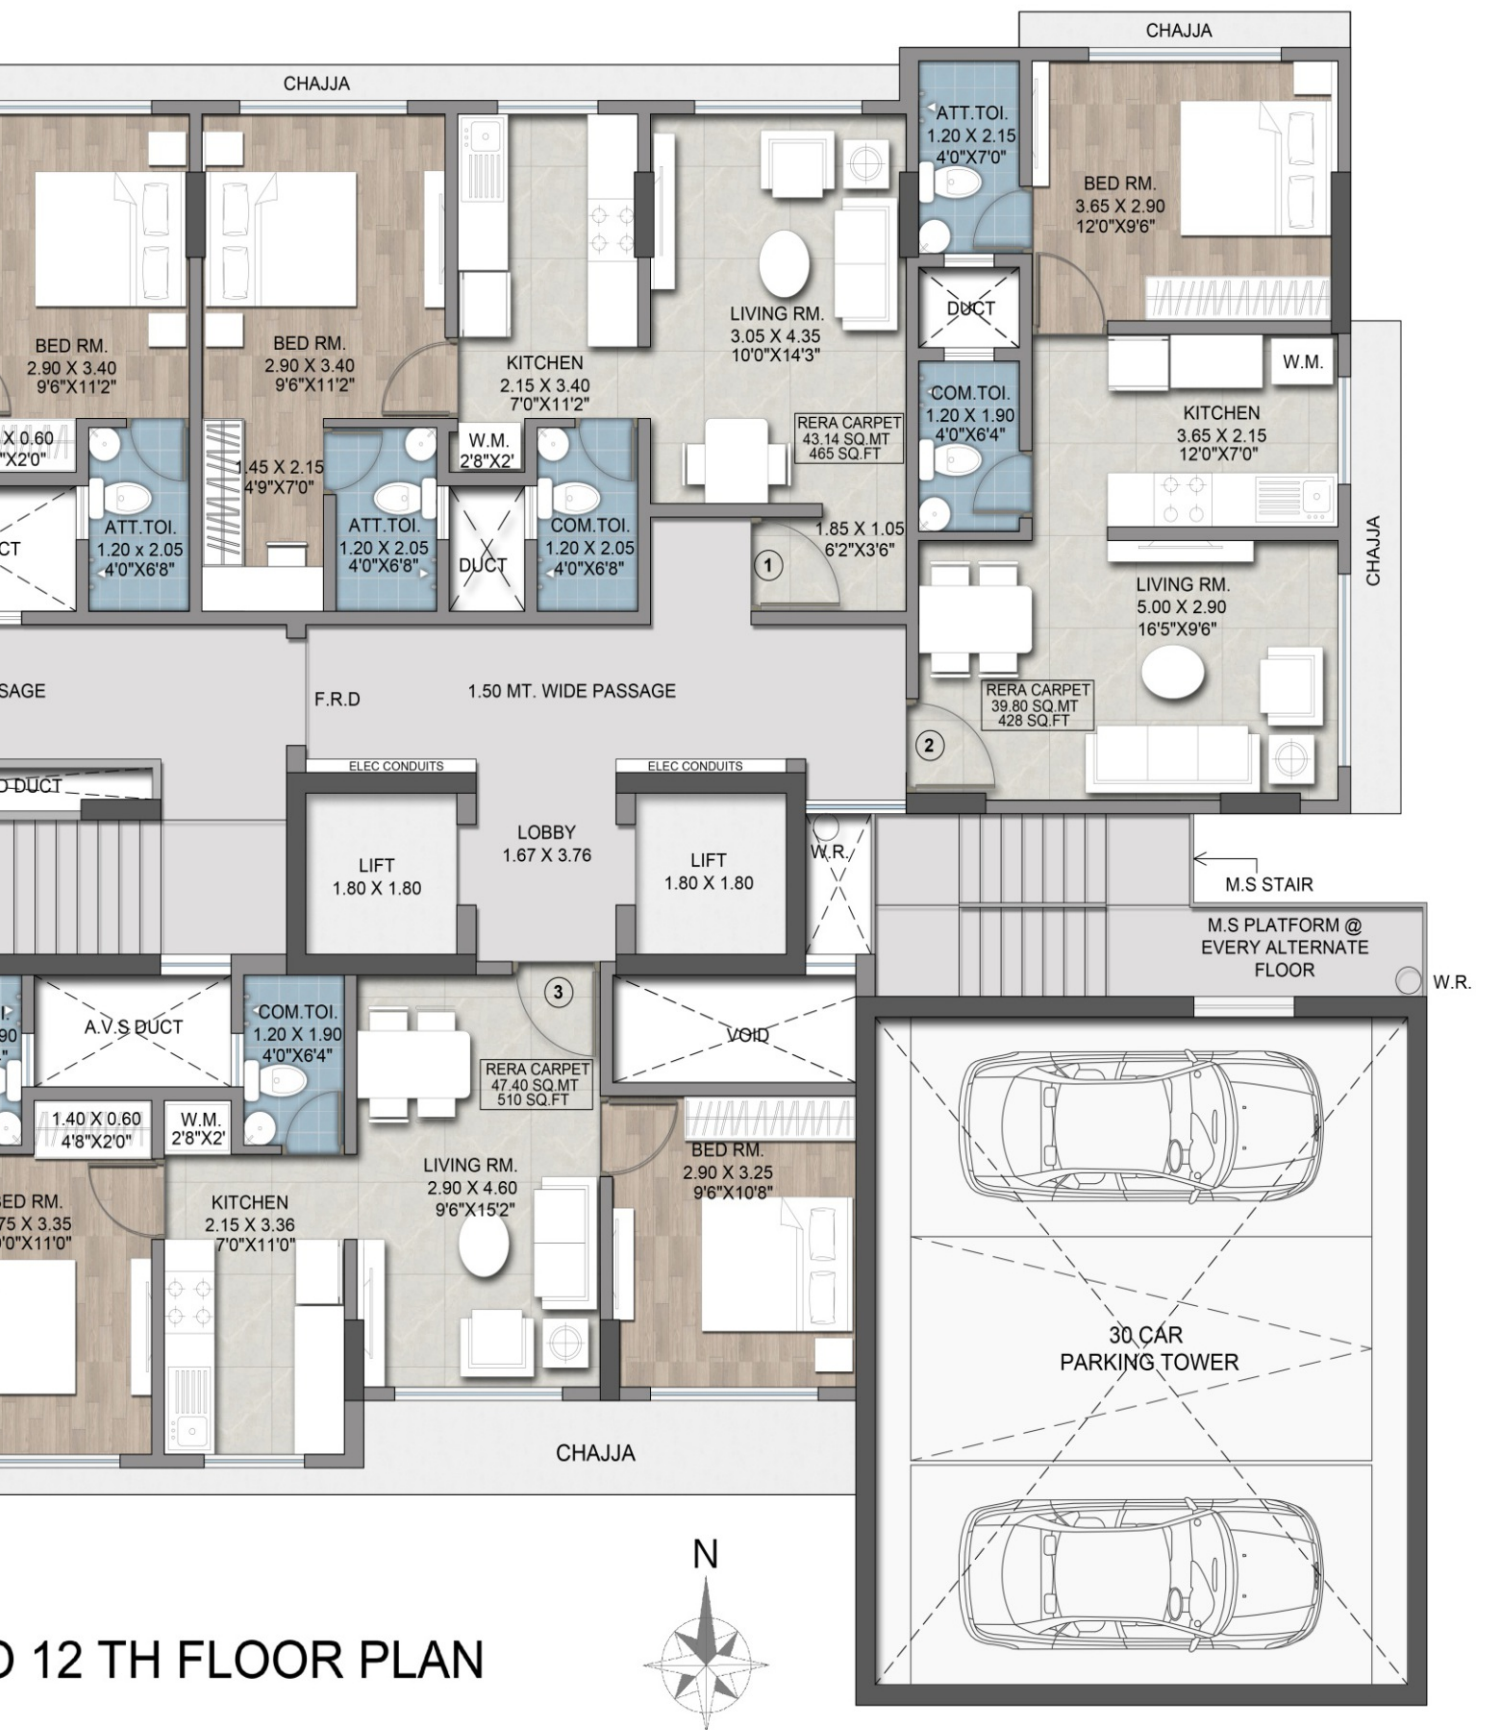 CHAJJA
CHAJJA
ATT.TOI.
1.20 X 2.15
4'0"X7'0"
BED RM.
3.65 X 2.90
12'0"X9'6"
DUCT
LIVING RM.
3.05 X 4.35
10'0"X14'3"
BED RM.
2.90 X 3.40
9'6"X11'2"
BED RM.
2.90 X 3.40
9'6"X11'2"
KITCHEN
2.15 X 3.40
7'0"X11'2"
W.M.
COM.TOI.
1.20 X 1.90
4'0"X6'4"
KITCHEN
3.65 X 2.15
12'0"X7'0"
RERA CARPET
43.14 SQ.MT
465 SQ.FT
X 0.60
"X2'0"
W.M.
2'8"X2'
1.45 X 2.15
4'9"X7'0"
CT
ATT.TOI.
1.20 x 2.05
4'0"X6'8"
ATT.TOI.
1.20 X 2.05
4'0"X6'8"
DUCT
COM.TOI.
1.20 X 2.05
4'0"X6'8"
1
1.85 X 1.05
6'2"X3'6"
CHAJJA
LIVING RM.
5.00 X 2.90
16'5"X9'6"
SAGE
F.R.D
1.50 MT. WIDE PASSAGE
RERA CARPET
39.80 SQ.MT
428 SQ.FT
2
ELEC CONDUITS
ELEC CONDUITS
D DUCT
LOBBY
1.67 X 3.76
LIFT
1.80 X 1.80
LIFT
1.80 X 1.80
W.R.
M.S STAIR
M.S PLATFORM @
EVERY ALTERNATE
FLOOR
W.R.
3
I.
90
"
A.V.S DUCT
COM.TOI.
1.20 X 1.90
4'0"X6'4"
VOID
RERA CARPET
47.40 SQ.MT
510 SQ.FT
1.40 X 0.60
4'8"X2'0"
W.M.
2'8"X2'
BED RM.
2.90 X 3.25
9'6"X10'8"
LIVING RM.
2.90 X 4.60
9'6"X15'2"
ED RM.
75 X 3.35
'0"X11'0"
KITCHEN
2.15 X 3.36
7'0"X11'0"
30 CAR
PARKING TOWER
CHAJJA
N
12 TH FLOOR PLAN